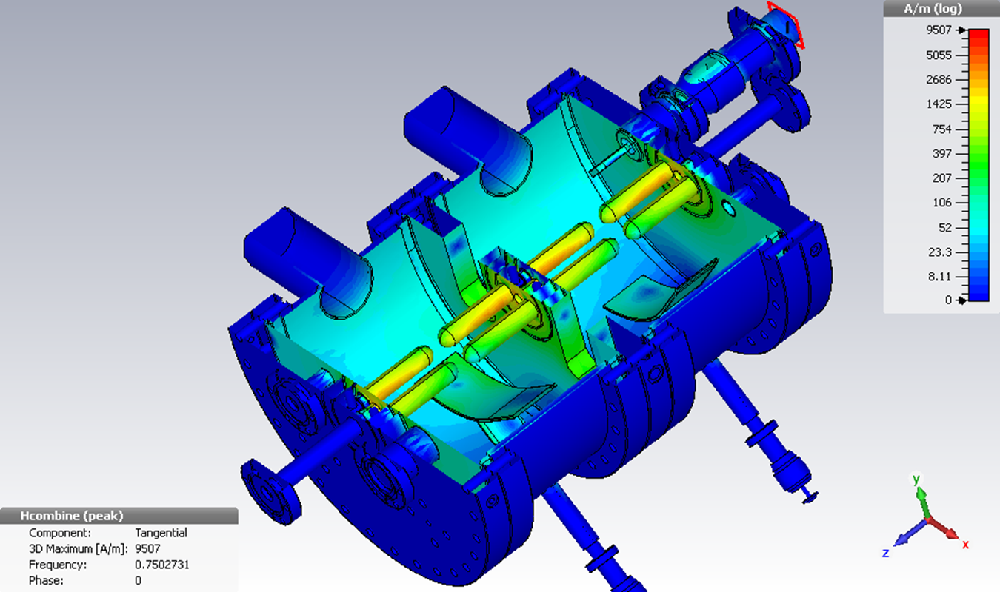 A/m (log)
9507
5055
2686
1425
754
397
207
106
52
23.3
8.11
0
y
x
z
Hcombine (peak)
Component: Tangential
3D Maximum [A/m]: 9507
Frequency: 0.7502731
Phase: 0